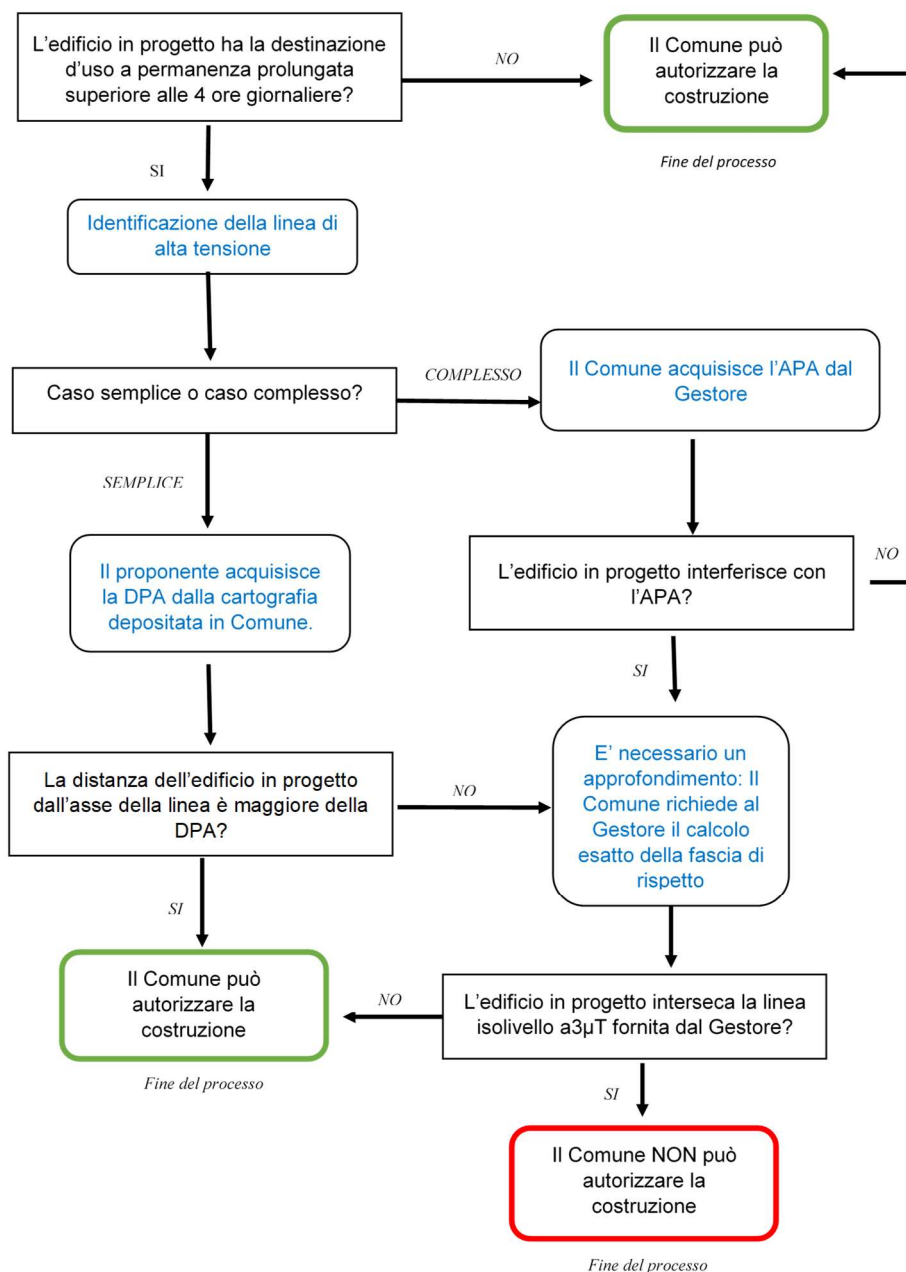 L’edificio in progetto ha la destinazione
d’uso a permanenza prolungata
superiore alle 4 ore giornaliere?
NO
Il Comune può
autorizzare la
costruzione
Fine del processo
SI
Identificazione della linea di
alta tensione
Caso semplice o caso complesso?
COMPLESSO
Il Comune acquisisce l’APA dal
Gestore
SEMPLICE
Il proponente acquisisce
la DPA dalla cartografia
depositata in Comune.
L’edificio in progetto interferisce con
l’APA?
NO
SI
La distanza dell’edificio in progetto
dall’asse della linea è maggiore della
DPA?
NO
E’ necessario un
approfondimento: Il
Comune richiede al
Gestore il calcolo
esatto della fascia di
rispetto
SI
Il Comune può
autorizzare la
costruzione
Fine del processo
NO
L’edificio in progetto interseca la linea
isolivello a3µT fornita dal Gestore?
SI
Il Comune NON può
autorizzare la
costruzione
Fine del processo